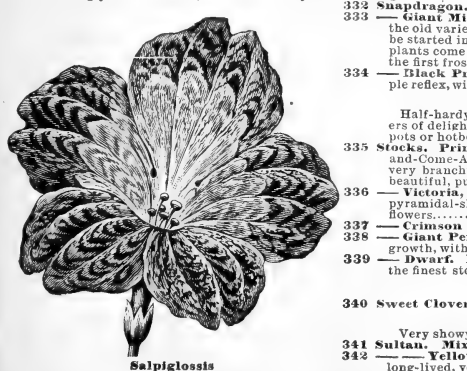 332 Snapdragon.
333 — Giant Mi
the old varie
be started in
plants come
the first fros
334 — Black Pr
ple reflex, wi
Half-hardy
ers of deligh
pots or hotbe
335 Stocks. Prin
and-Come-A
very branch
beautiful, pu
336 — Victoria,
pyramidal-s
flowers......
337 — Crimson
338 — Giant Per
growth, with
339 — Dwarf.
the finest sto
340 Sweet Clover
Very showy
341 Sultan. Mix
342 — — Yello
long-lived, v
Salpiglossis